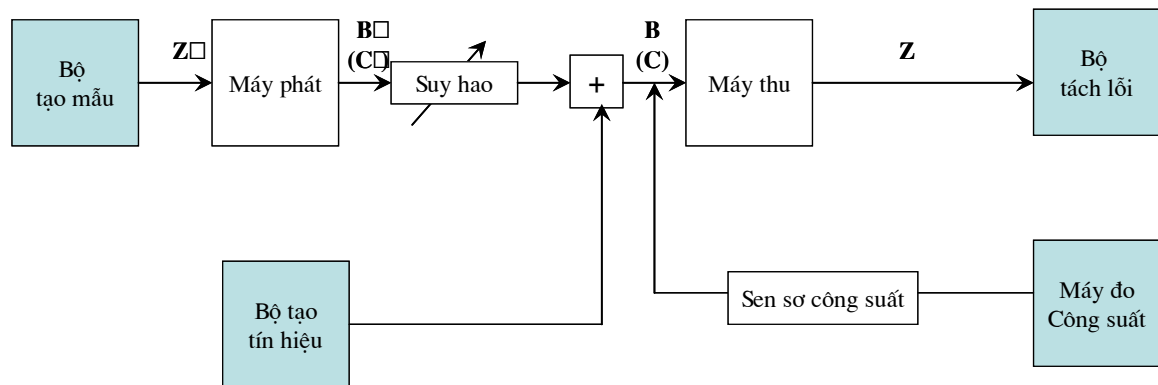 Bộ
tạo mẫu
Z□
Máy phát
B□
(C□)
Suy hao
+
B
(C)
Máy thu
Z
Bộ
tách lỗi
Bộ tạo
tín hiệu
Sen sơ công suất
Máy đo
Công suất